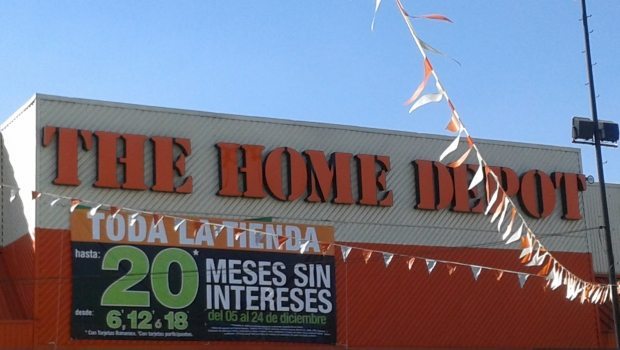 THE HOME DEPOT
TODA LA TIENDA
hasta:
20*
MESES SIN
INTERESES
del 05 al 24 de diciembre
desde:
6', 12' ó 18